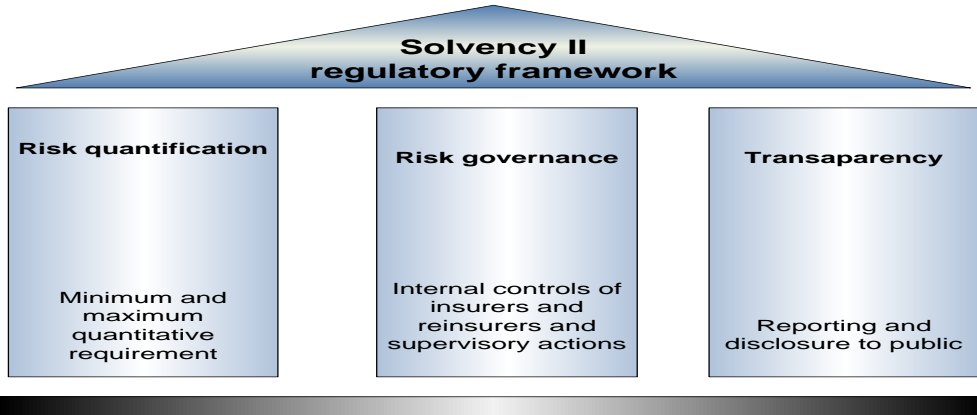 Solvency II
regulatory framework
Risk quantification
Minimum and
maximum
quantitative
requirement
Risk governance
Internal controls of
insurers and
reinsurers and
supervisory actions
Transaparency
Reporting and
disclosure to public